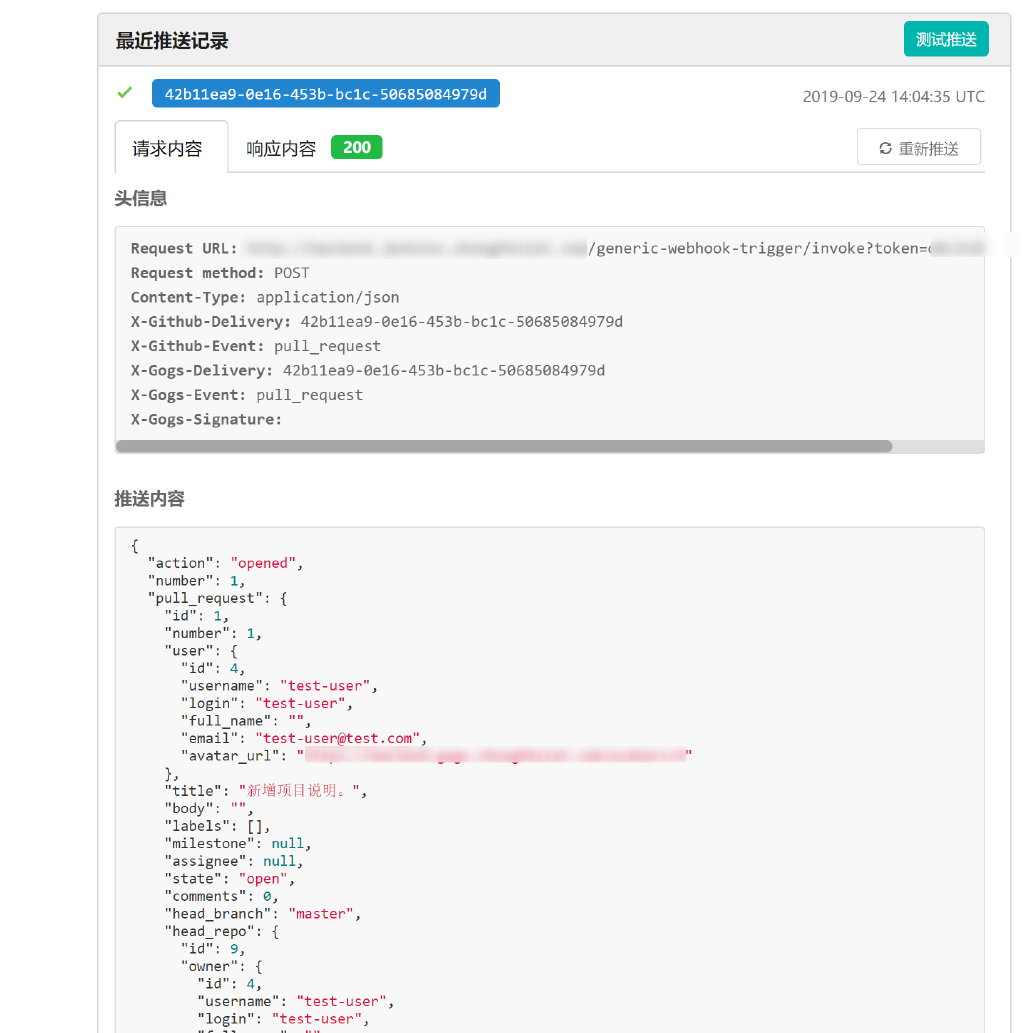 最近推送记录
测试推送
42b11ea9-0e16-453b-bc1c-50685084979d
2019-09-24 14:04:35 UTC
请求内容
响应内容 200
重新推送
头信息
Request URL: /generic-webhook-trigger/invoke?token=
Request method: POST
Content-Type: application/json
X-Github-Delivery: 42b11ea9-0e16-453b-bc1c-50685084979d
X-Github-Event: pull_request
X-Gogs-Delivery: 42b11ea9-0e16-453b-bc1c-50685084979d
X-Gogs-Event: pull_request
X-Gogs-Signature:
推送内容
{
"action": "opened",
"number": 1,
"pull_request": {
"id": 1,
"number": 1,
"user": {
"id": 4,
"username": "test-user",
"login": "test-user",
"full_name": "",
"email": "test-user@test.com",
"avatar_url": ""
},
"title": "新增项目说明。",
"body": "",
"labels": [],
"milestone": null,
"assignee": null,
"state": "open",
"comments": 0,
"head_branch": "master",
"head_repo": {
"id": 9,
"owner": {
"id": 4,
"username": "test-user",
"login": "test-user",